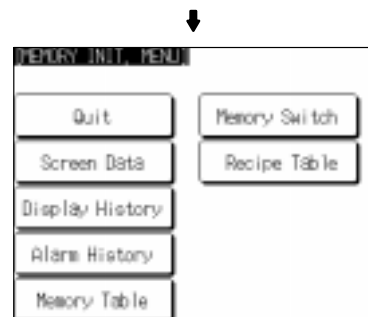 [MEMORY INIT. MENU]
Quit
Memory Switch
Screen Data
Recipe Table
Display History
Alarm History
Memory Table